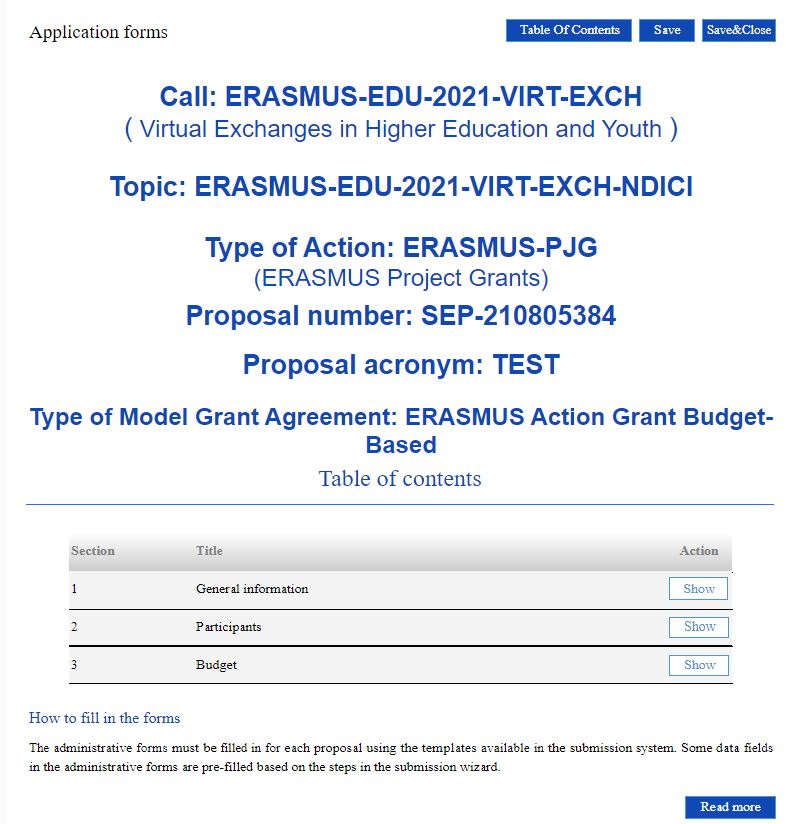 Application forms
Table Of Contents
Save
Save&Close
Call: ERASMUS-EDU-2021-VIRT-EXCH
( Virtual Exchanges in Higher Education and Youth )
Topic: ERASMUS-EDU-2021-VIRT-EXCH-NDICI
Type of Action: ERASMUS-PJG
(ERASMUS Project Grants)
Proposal number: SEP-210805384
Proposal acronym: TEST
Type of Model Grant Agreement: ERASMUS Action Grant Budget-
Based
Table of contents
Section Title Action
1 General information Show
2 Participants Show
3 Budget Show
How to fill in the forms
The administrative forms must be filled in for each proposal using the templates available in the submission system. Some data fields
in the administrative forms are pre-filled based on the steps in the submission wizard.
Read more